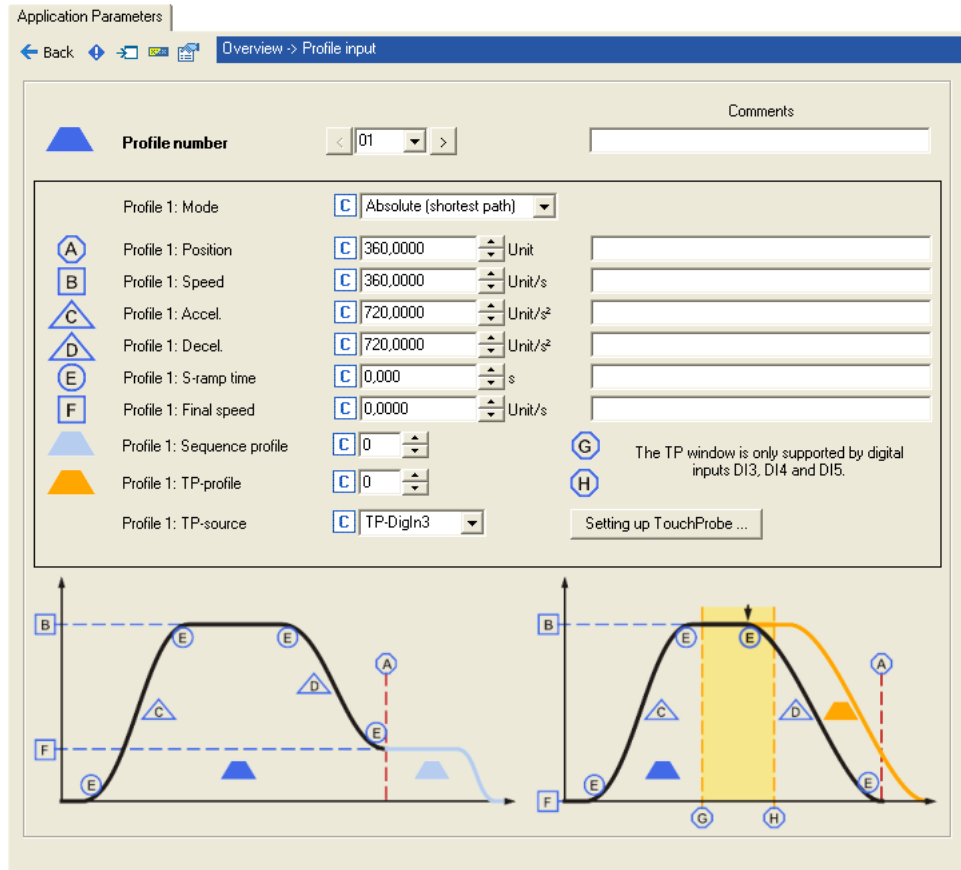 Application Parameters
Back Overview -> Profile input
Comments
Profile number < 01 >
Profile 1: Mode C Absolute (shortest path)
A Profile 1: Position C 360,0000 Unit
B Profile 1: Speed C 360,0000 Unit/s
C Profile 1: Accel. C 720,0000 Unit/s²
D Profile 1: Decel. C 720,0000 Unit/s²
E Profile 1: S-ramp time C 0,000 s
F Profile 1: Final speed C 0,0000 Unit/s
Profile 1: Sequence profile C 0
Profile 1: TP-profile C 0
G
H
The TP window is only supported by digital
inputs DI3, DI4 and DI5.
Profile 1: TP-source C TP-DigIn3 Setting up TouchProbe ...
B E E
A
D
C
E
F
E
B E E
A
C D
E E
F
G H